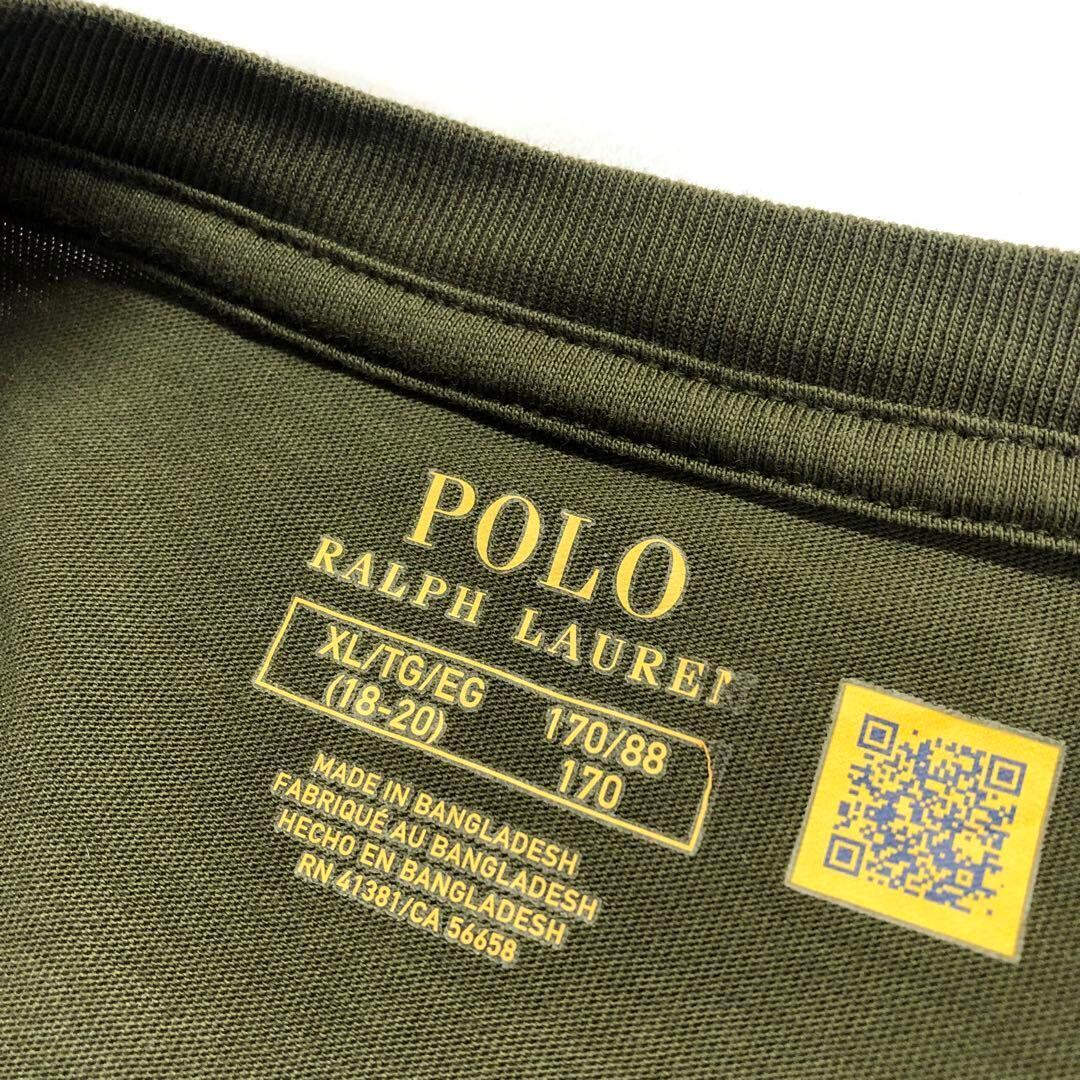 POLO
RALPH LAUREN
XL/TG/EG 170/88
(18-20) 170
MADE IN BANGLADESH
FABRIQUÉ AU BANGLADESH
HECHO EN BANGLADESH
RN 41381/CA 56658